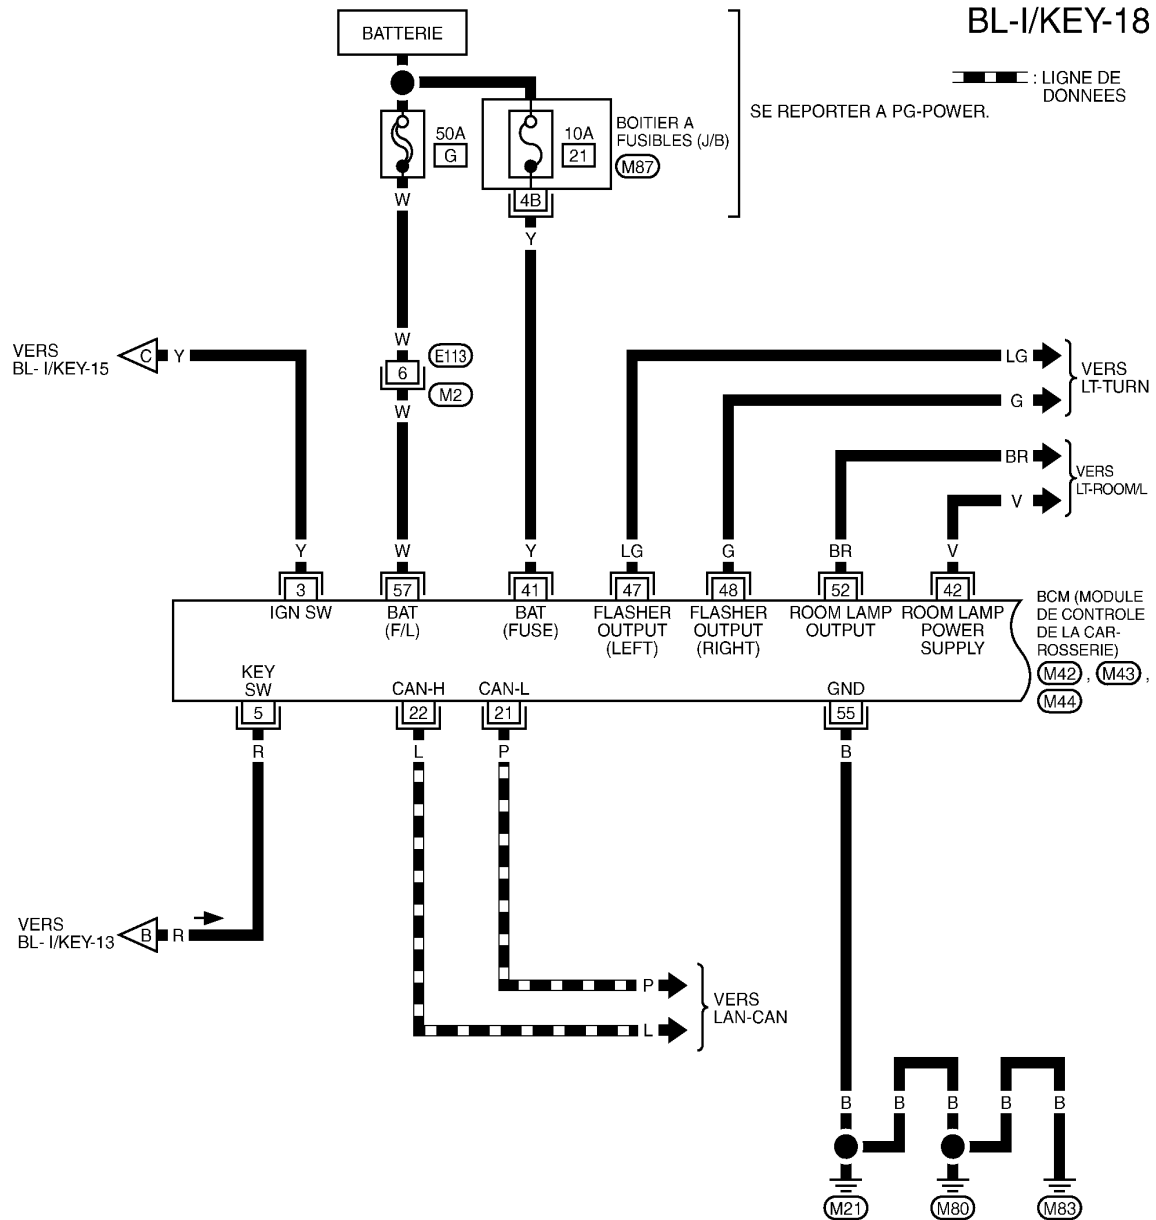 BL-I/KEY-18
BATTERIE
: LIGNE DE
DONNEES
50A
G
10A
21
BOITIER A
FUSIBLES (J/B)
M87
SE REPORTER A PG-POWER.
4B
W
Y
VERS
BL- I/KEY-15
C
Y
W
6
W
E113
M2
LG
G
VERS
LT-TURN
BR
V
VERS
LT-ROOM/L
Y
W
Y
LG
G
BR
V
3
57
41
47
48
52
42
IGN SW
BAT
(F/L)
BAT
(FUSE)
FLASHER
OUTPUT
(LEFT)
FLASHER
OUTPUT
(RIGHT)
ROOM LAMP
OUTPUT
ROOM LAMP
POWER
SUPPLY
BCM (MODULE
DE CONTROLE
DE LA CAR-
ROSSERIE)
M42 , M43 ,
M44
KEY
SW
CAN-H
CAN-L
GND
5
22
21
55
R
L
P
B
VERS
BL- I/KEY-13
B
R
P
L
VERS
LAN-CAN
B
B
B
B
B
M21
M80
M83